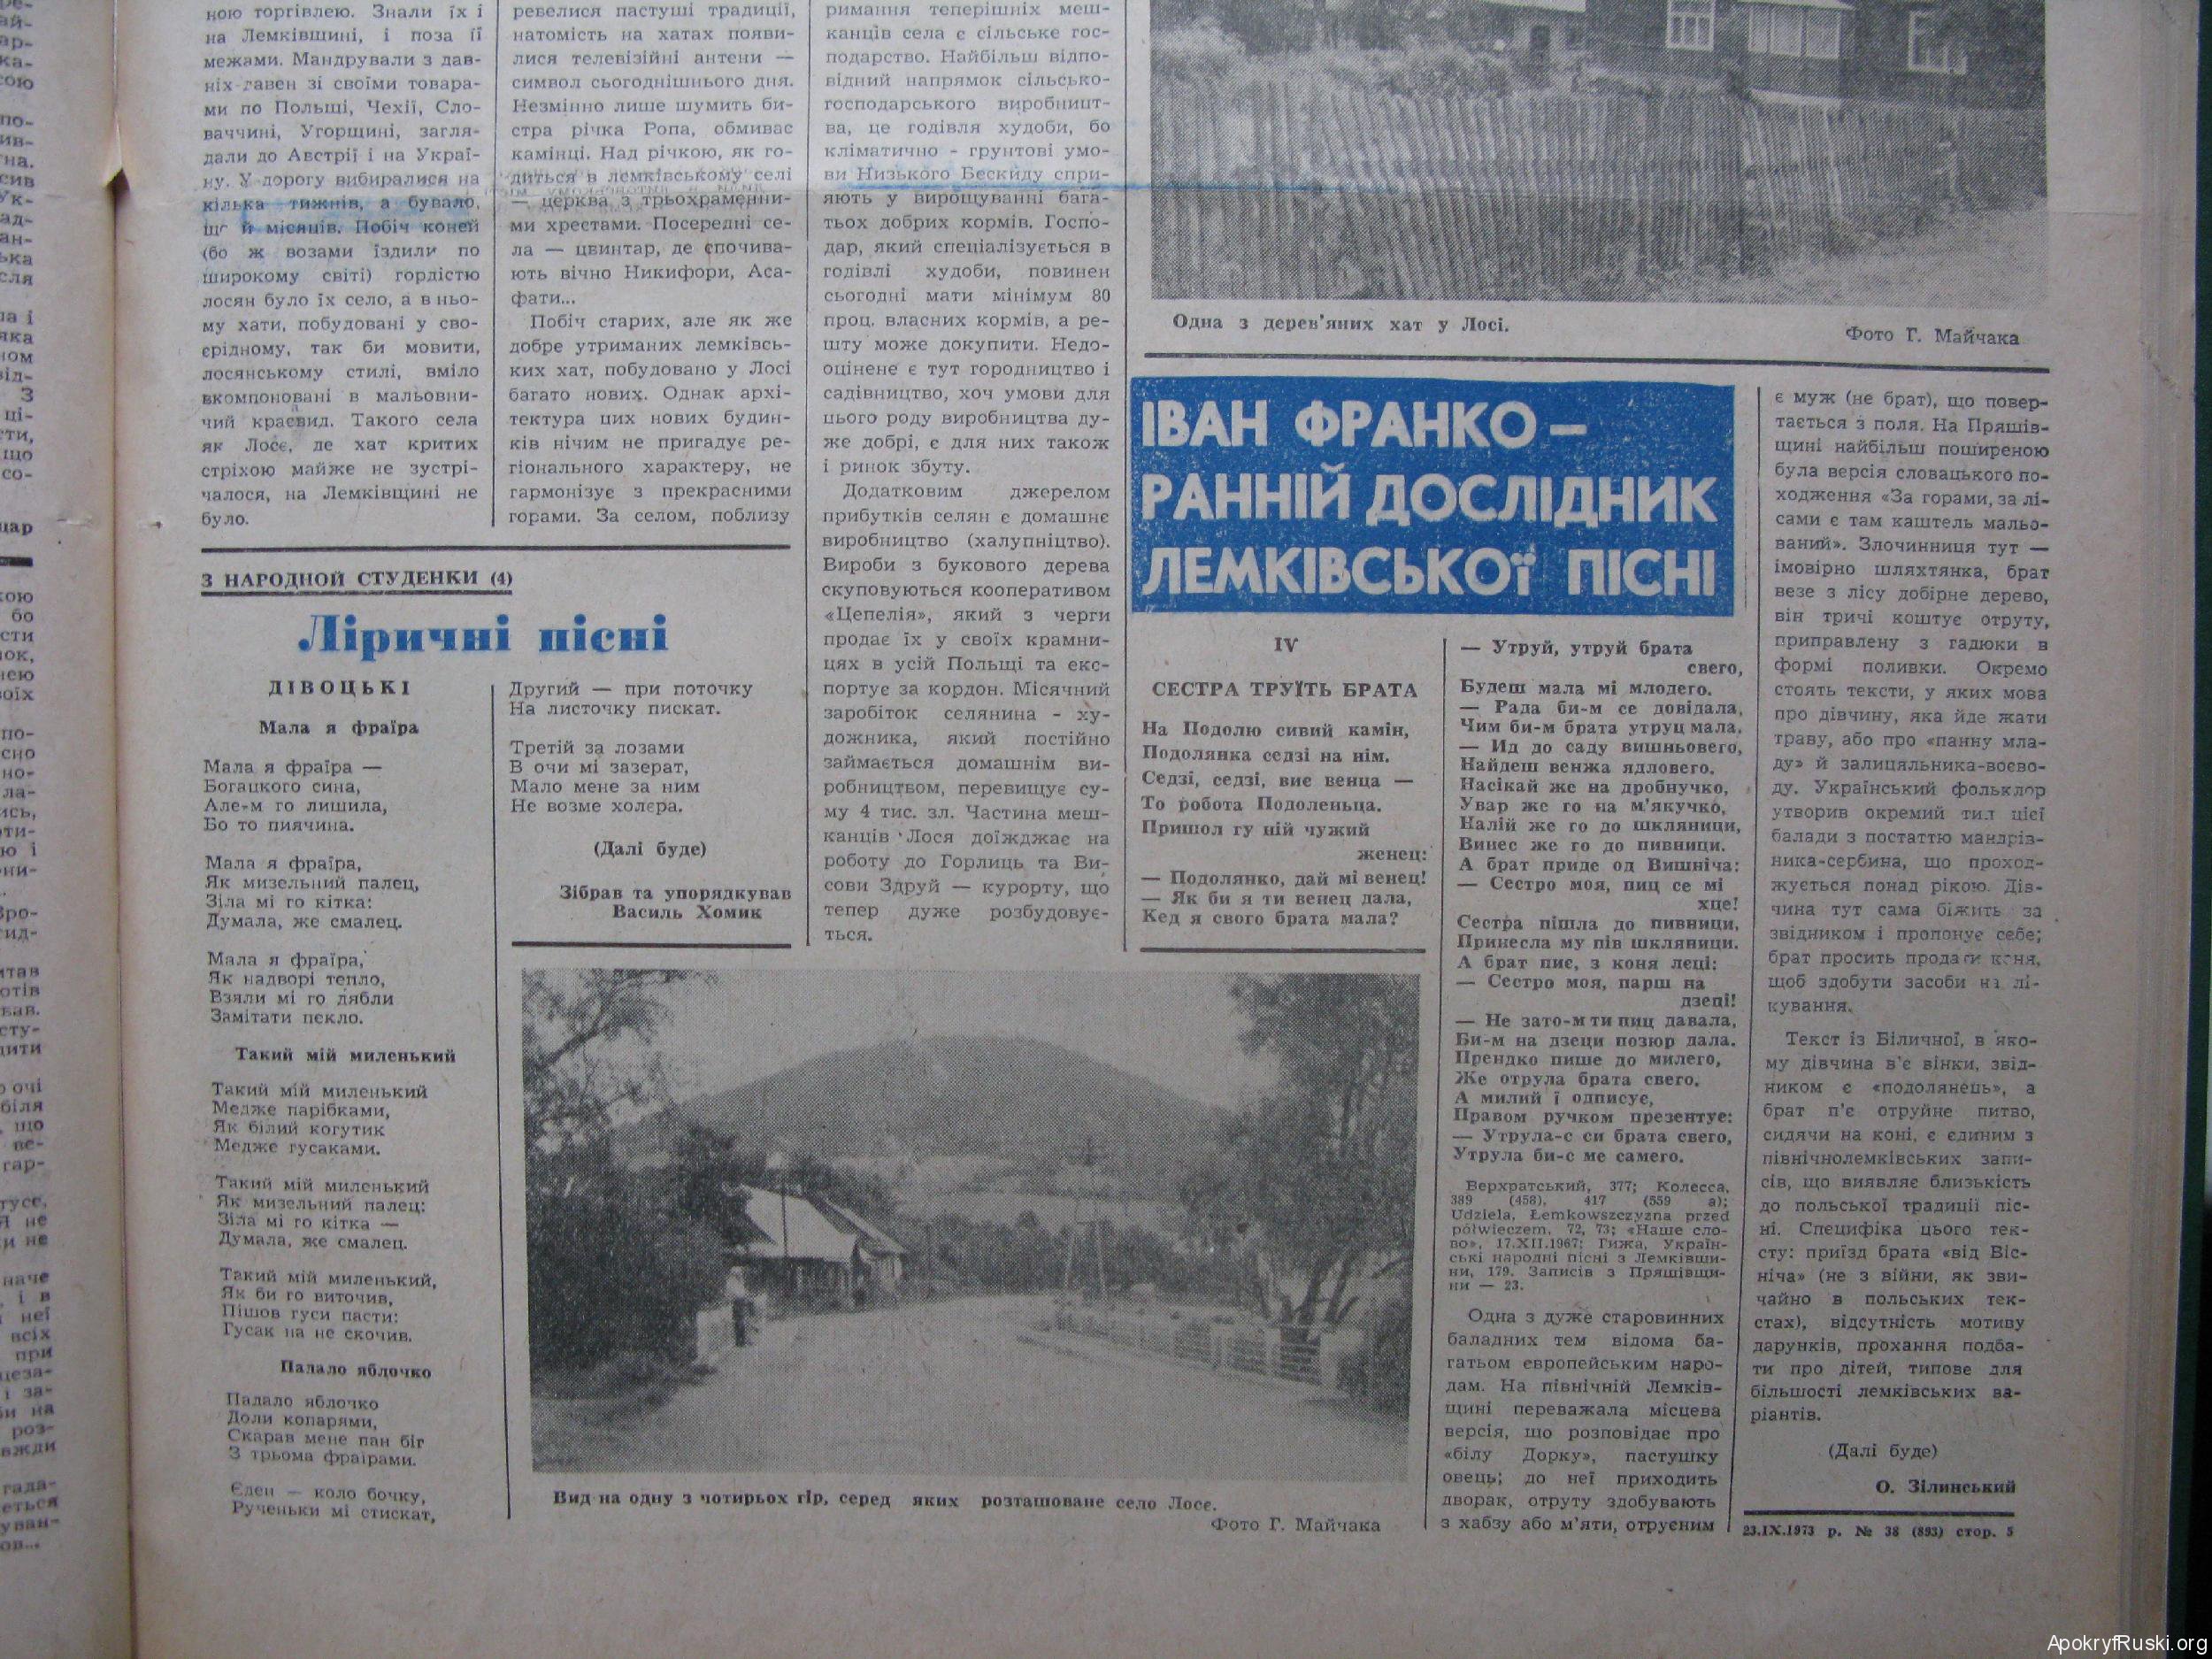 ною торгівлею. Знали їх і
на Лемківщині, і поза її
межами. Мандрували з дав-
ніх давен зі своїми товара-
ми по Польщі, Чехії, Сло-
ваччині, Угорщині, загля-
дали до Австрії і на Украї-
ну. У дорогу вибиралися на
кілька тижнів, а бувало,
що й місяців. Побіч коней
(бо ж возами їздили по
широкому світі) гордістю
лосян було їх село, а в ньо-
му хати, побудовані у сво-
єрідному, так би мовити,
лосянському стилі, вміло
вкомпоновані в мальовни-
чий краєвид. Такого села
як Лосє, де хат критих
стріхою майже не зустрі-
чалося, на Лемківщині не
було.
ревелися пастуші традиції,
натомість на хатах появи-
лися телевізійні антени —
символ сьогоднішнього дня.
Незмінно лише шумить би-
стра річка Ропа, обмиває
камінці. Над річкою, як го-
диться в лемківському селі
— церква з трьохраменни-
ми хрестами. Посередні се-
ла — цвинтар, де спочива-
ють вічно Никифори, Аса-
фати...
Побіч старих, але як же
добре утриманих лемківсь-
ких хат, побудовано у Лосі
багато нових. Однак архі-
тектура цих нових будин-
ків нічим не пригадує ре-
гіонального характеру, не
гармонізує з прекрасними
горами. За селом, поблизу
римання теперішніх меш-
канців села є сільське гос-
подарство. Найбільш відпо-
відний напрямок сільсько-
господарського виробницт-
ва, це годівля худоби, бо
кліматично - грунтові умо-
ви Низького Бескиду спри-
яють у вирощуванні бага-
тьох добрих кормів. Госпо-
дар, який спеціалізується в
годівлі худоби, повинен
сьогодні мати мінімум 80
проц. власних кормів, а ре-
шту може докупити. Недо-
оцінене є тут городництво і
садівництво, хоч умови для
цього роду виробництва ду-
же добрі, є для них також
і ринок збуту.
Додатковим джерелом
прибутків селян є домашнє
виробництво (халупніцтво).
Вироби з букового дерева
скуповуються кооперативом
«Цепелія», який з черги
продає їх у своїх крамни-
цях в усій Польщі та екс-
портує за кордон. Місячний
заробіток селянина - ху-
дожника, який постійно
займається домашнім ви-
робництвом, перевищує су-
му 4 тис. зл. Частина меш-
канців Лося доїжджає на
роботу до Горлиць та Ви-
сови Здруй — курорту, що
тепер дуже розбудовує-
ться.
Одна з дерев'яних хат у Лосі.
Фото Г. Майчака
З НАРОДНОЙ СТУДЕНКИ (4)
Ліричні пісні
ДІВОЦЬКІ
Мала я фраїра
Мала я фраїра —
Богацкого сина,
Але-м го лишила,
Бо то пиячина.
Мала я фраїра,
Як мизельний палец,
Зіла мі го кітка:
Думала, же смалец.
Мала я фраїра,
Як надворі тепло,
Взяли мі го дябли
Замітати пекло.
Такий мій миленький
Такий мій миленький
Медже парібками,
Як білий когутик
Медже гусаками.
Такий мій миленький
Як мизельний палец:
Зіла мі го кітка —
Думала, же смалец.
Такий мій миленький,
Як би го виточив,
Пішов гуси пасти:
Гусак на нє скочив.
Палало яблочко
Падало яблочко
Доли копарями,
Скарав мене пан біг
З трьома фраїрами.
Єден — коло бочку,
Рученьки мі стискат,
Другий — при поточку
На листочку пискат.
Третій за лозами
В очи мі зазерат,
Мало мене за ним
Не возме холєра.
(Далі буде)
Зібрав та упорядкував
Василь Хомик
Вид на одну з чотирьох гір, серед яких розташоване село Лосє.
Фото Г. Майчака
ІВАН ФРАНКО —
РАННІЙ ДОСЛІДНИК
ЛЕМКІВСЬКОЇ ПІСНІ
IV
СЕСТРА ТРУЇТЬ БРАТА
На Подолю сивий камін,
Подолянка седзі на нім.
Седзі, седзі, виє венца —
То робота Подоленьца.
Пришол гу ній чужий
женец:
— Подолянко, дай мі венец!
— Як би я ти венец дала,
Кед я свого брата мала?
— Утруй, утруй брата
свего,
Будеш мала мі млодего.
— Рада би-м се довідала,
Чим би-м брата утруц мала.
— Ид до саду вишньовего,
Найдеш венжа ядловего.
Насікай же на дробнучко,
Увар же го на м'якучко,
Налій же го до шкляници,
Винес же го до пивници.
А брат приде од Вишніча:
— Сестро моя, пиц се мі
хце!
Сестра пішла до пивници,
Принесла му пів шкляници.
А брат пиє, з коня леці:
— Сестро моя, парш на
дзеці!
— Не зато-м ти пиц давала,
Би-м на дзеци позюр дала.
Прендко пише до милего,
Же отрула брата свего.
А милий ї одписує,
Правом ручком презентує:
— Утрула-с си брата свего,
Утрула би-с ме самего.
Верхратський, 377; Колесса,
389 (458), 417 (559 а);
Udziela, Łemkowszczyzna przed
półwieczem, 72, 73; «Наше сло-
во», 17.XII.1967; Гижа, Україн-
ські народні пісні з Лемківщи-
ни, 179. Записів з Пряшівщи-
ни — 23.
Одна з дуже старовинних
баладних тем відома ба-
гатьом європейським наро-
дам. На північній Лемків-
щині переважала місцева
версія, що розповідає про
«білу Дорку», пастушку
овець; до неї приходить
дворак, отруту здобувають
з хабзу або м'яти, отруєним
є муж (не брат), що повер-
тається з поля. На Пряшів-
щині найбільш поширеною
була версія словацького по-
ходження «За горами, за лі-
сами є там каштель мальо-
ваний». Злочинниця тут —
імовірно шляхтянка, брат
везе з лісу добірне дерево,
він тричі коштує отруту,
приправлену з гадюки в
формі поливки. Окремо
стоять тексти, у яких мова
про дівчину, яка йде жати
траву, або про «панну мла-
ду» й залицяльника-воєво-
ду. Український фольклор
утворив окремий тип цієї
балади з постаттю мандрів-
ника-сербина, що проход-
жується понад рікою. Дів-
чина тут сама біжить за
звідником і пропонує себе;
брат просить продати коня,
щоб здобути засоби на лі-
кування.
Текст із Біличної, в яко-
му дівчина в'є вінки, звід-
ником є «подолянець», а
брат п'є отруйне питво,
сидячи на коні, є єдиним з
північнолемківських запи-
сів, що виявляє близькість
до польської традиції піс-
ні. Специфіка цього тек-
сту: приїзд брата «від Віс-
ніча» (не з війни, як зви-
чайно в польських тек-
стах), відсутність мотиву
дарунків, прохання подба-
ти про дітей, типове для
більшості лемківських ва-
ріантів.
(Далі буде)
О. Зілинський
23.IX.1973 р. № 38 (893) стор. 5
ApokryfRuski.org